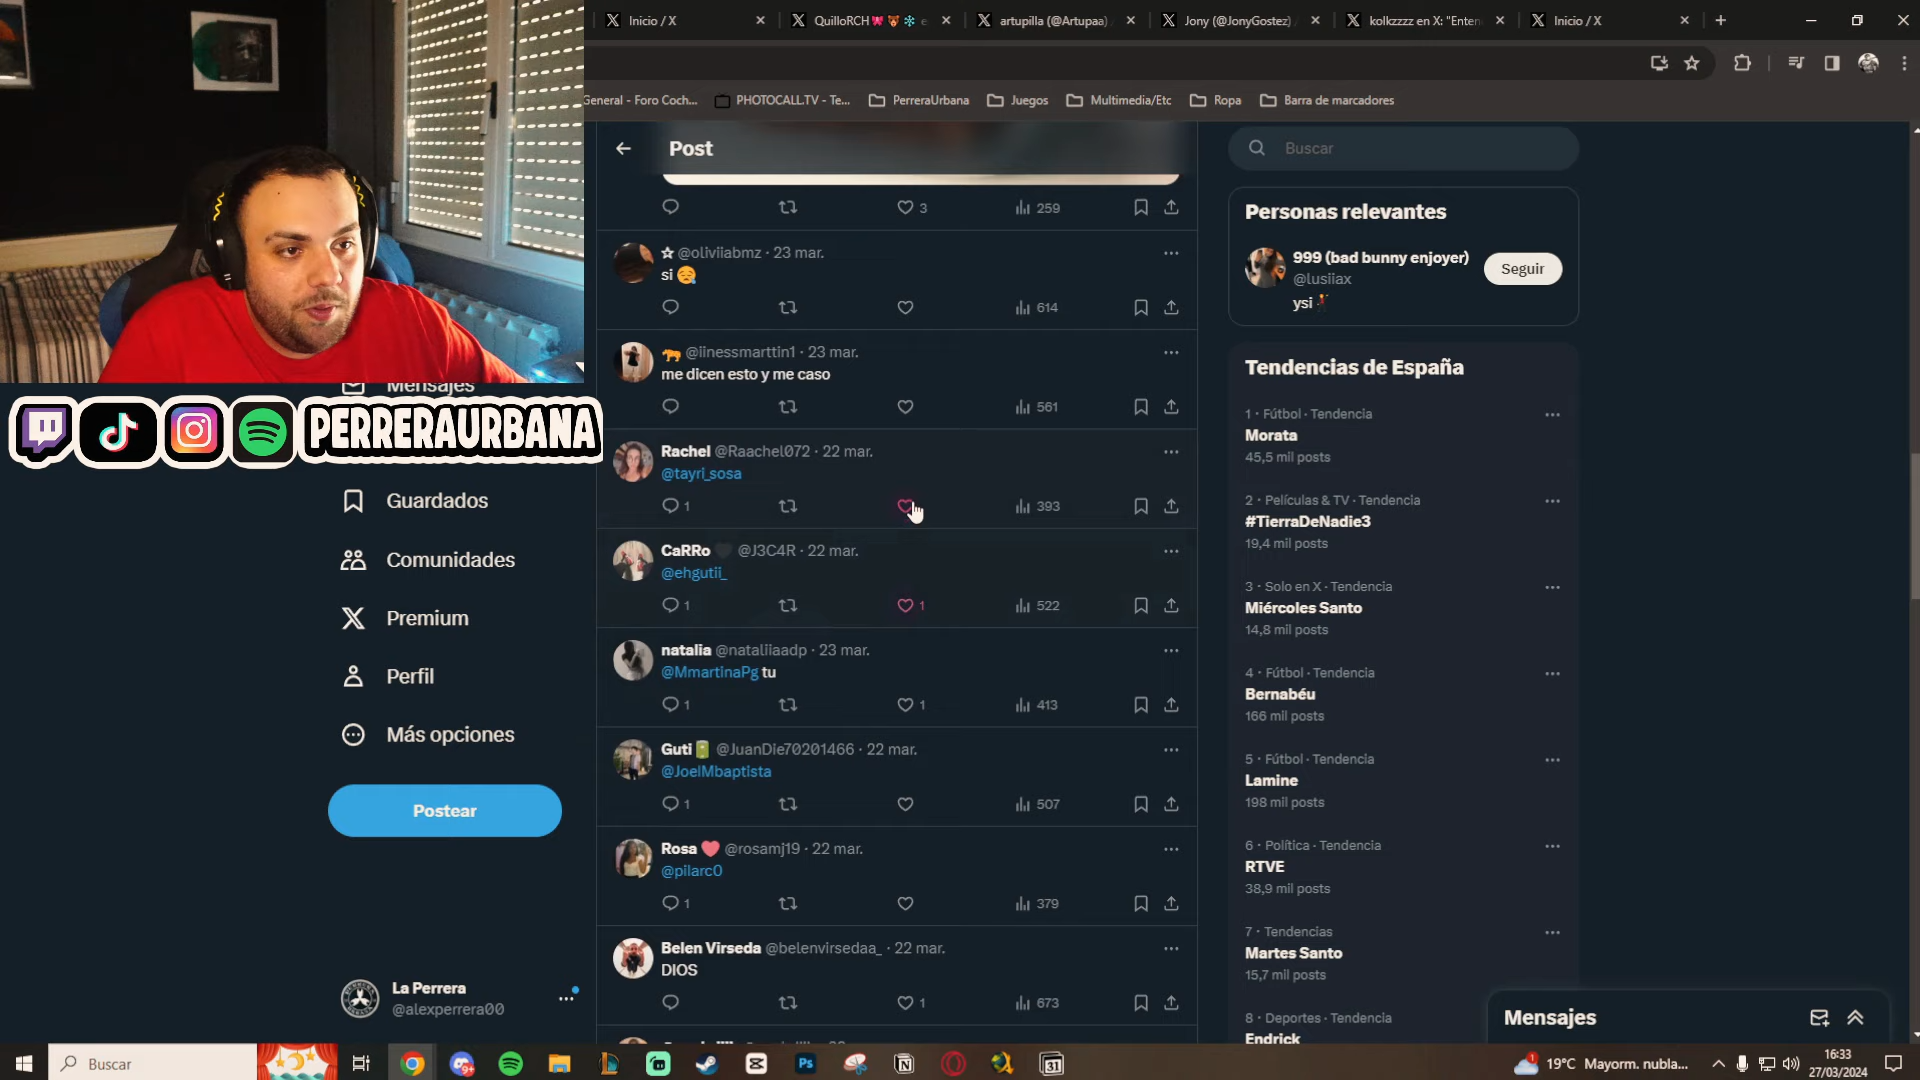 Inicio / X
QuilloRCH
artupilla (@Artupaa)
Jony (@JonyGostez)
kolkzzzz en X: "Enten
Inicio / X
General - Foro Coch...
PHOTOCALL.TV - Te...
PerreraUrbana
Juegos
Multimedia/Etc
Ropa
Barra de marcadores
Mensajes
PERRERAURBANA
Guardados
Comunidades
Premium
Perfil
Más opciones
Postear
La Perrera
@alexperrera00
Post
3
259
@oliviiabmz · 23 mar.
si 😪
614
🐅 @iinessmarttin1 · 23 mar.
me dicen esto y me caso
561
Rachel @Raachel072 · 22 mar.
@tayri_sosa
1
393
CaRRo 🖤 @J3C4R · 22 mar.
@ehgutii_
1
1
522
natalia @nataliiaadp · 23 mar.
@MmartinaPg tu
1
1
413
Guti @JuanDie70201466 · 22 mar.
@JoelMbaptista
1
507
Rosa ❤️ @rosamj19 · 22 mar.
@pilarc0
1
379
Belen Virseda @belenvirsedaa_ · 22 mar.
DIOS
1
673
Buscar
Personas relevantes
999 (bad bunny enjoyer)
@lusiiax
Seguir
ysi
Tendencias de España
1 · Fútbol · Tendencia
Morata
45,5 mil posts
2 · Películas & TV · Tendencia
#TierraDeNadie3
19,4 mil posts
3 · Solo en X · Tendencia
Miércoles Santo
14,8 mil posts
4 · Fútbol · Tendencia
Bernabéu
166 mil posts
5 · Fútbol · Tendencia
Lamine
198 mil posts
6 · Política · Tendencia
RTVE
38,9 mil posts
7 · Tendencias
Martes Santo
15,7 mil posts
8 · Deportes · Tendencia
Endrick
Mensajes
Buscar
19°C Mayorm. nubla...
16:33
27/03/2024